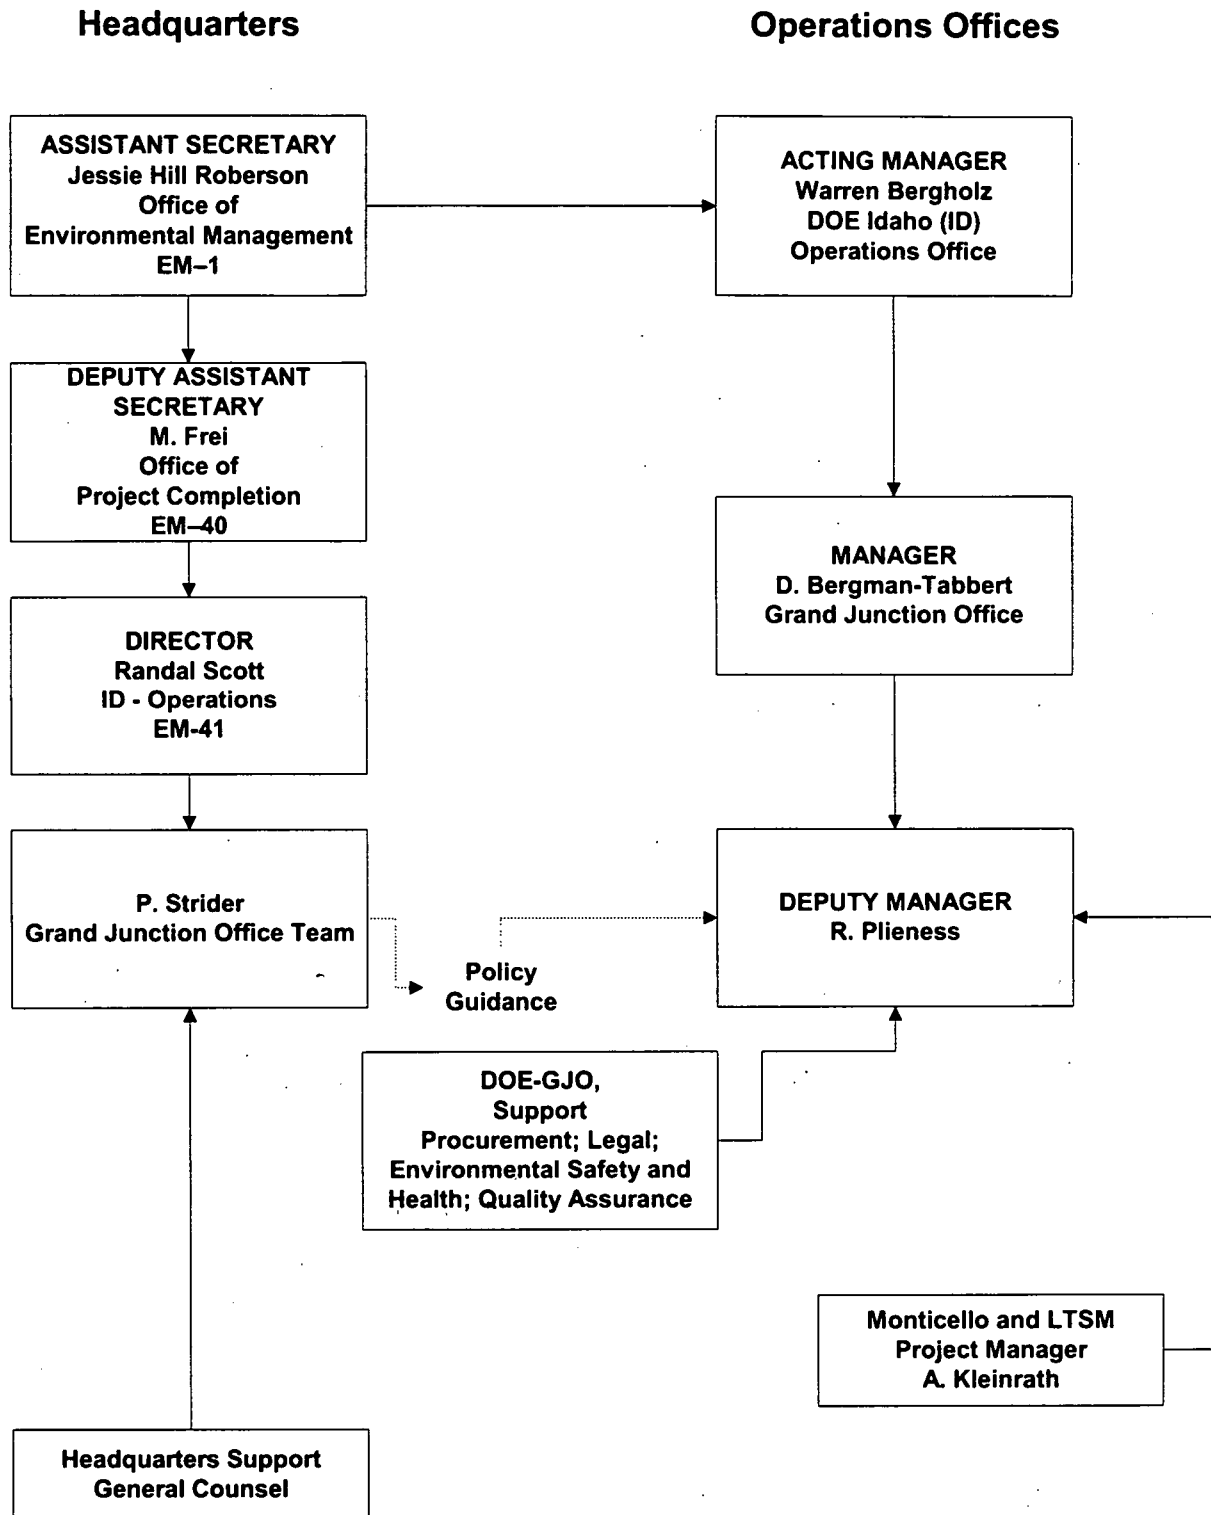 Headquarters
Operations Offices
ASSISTANT SECRETARY
Jessie Hill Roberson
Office of
Environmental Management
EM–1
ACTING MANAGER
Warren Bergholz
DOE Idaho (ID)
Operations Office
DEPUTY ASSISTANT
SECRETARY
M. Frei
Office of
Project Completion
EM–40
MANAGER
D. Bergman-Tabbert
Grand Junction Office
DIRECTOR
Randal Scott
ID - Operations
EM-41
P. Strider
Grand Junction Office Team
Policy
Guidance
DEPUTY MANAGER
R. Plieness
DOE-GJO,
Support
Procurement; Legal;
Environmental Safety and
Health; Quality Assurance
Monticello and LTSM
Project Manager
A. Kleinrath
Headquarters Support
General Counsel